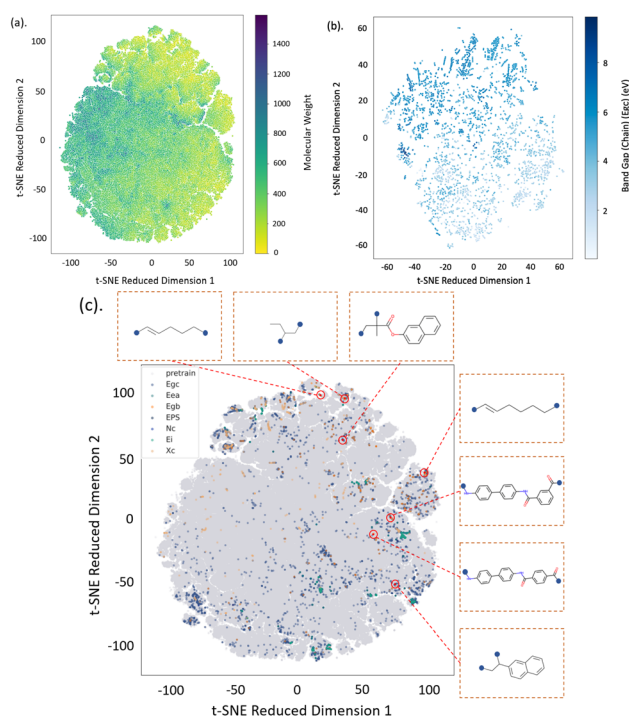 (a).
t-SNE Reduced Dimension 2
100
50
0
-50
-100
-100 -50 0 50 100
t-SNE Reduced Dimension 1
1400
1200
1000
800
600
400
200
0
Molecular Weight
(b).
t-SNE Reduced Dimension 2
60
40
20
0
-20
-40
-60
-60 -40 -20 0 20 40 60
t-SNE Reduced Dimension 1
8
6
4
2
Band Gap (Chain) (Egc) (eV)
(c).
pretrain
Egc
Eea
Egb
EPS
Nc
Ei
Xc
t-SNE Reduced Dimension 2
100
50
0
-50
-100
-100 -50 0 50 100
t-SNE Reduced Dimension 1